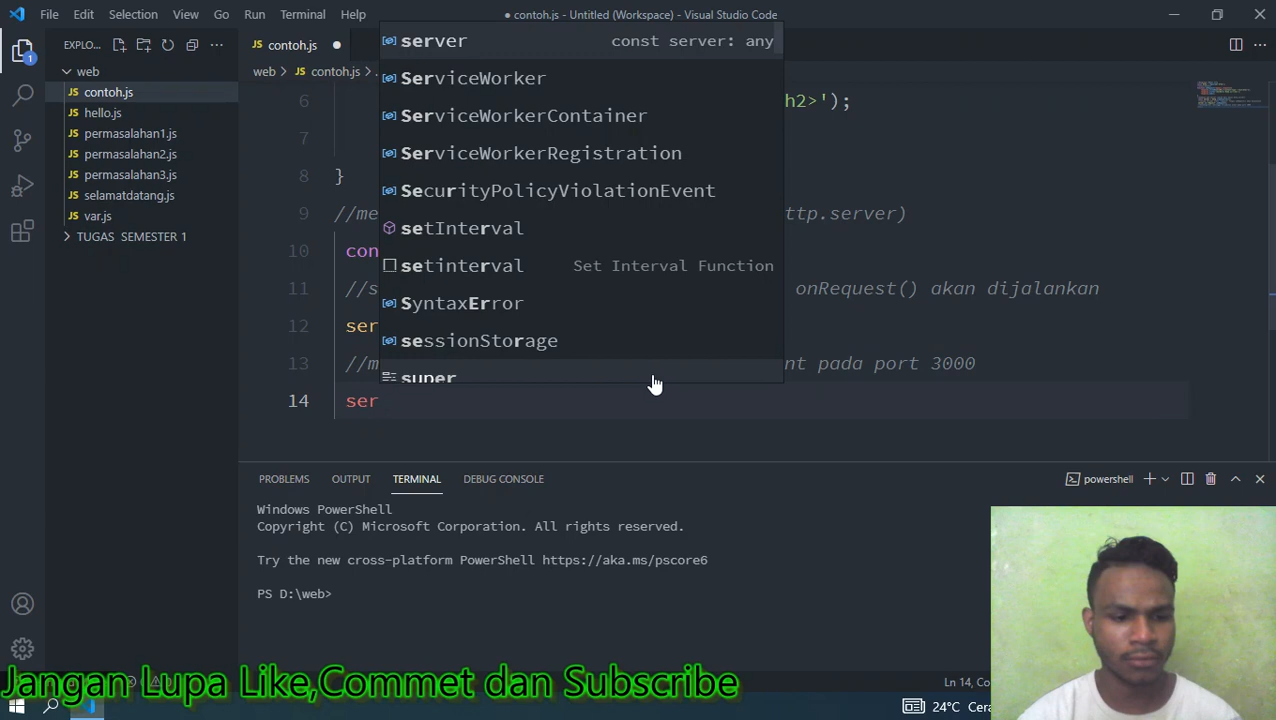 File Edit Selection View Go Run Terminal Help
● contoh.js - Untitled (Workspace) - Visual Studio Code
EXPLO...
JS contoh.js ●
web > JS contoh.js > .
web
JS contoh.js
JS hello.js
JS permasalahan1.js
JS permasalahan2.js
JS permasalahan3.js
JS selamatdatang.js
JS var.js
TUGAS SEMESTER 1
1
server const server: any
ServiceWorker
ServiceWorkerContainer
ServiceWorkerRegistration
SecurityPolicyViolationEvent
setInterval
setinterval Set Interval Function
SyntaxError
sessionStorage
super
6 h2>');
7
8 }
9 //me ttp.server)
10 con
11 //s onRequest() akan dijalankan
12 ser
13 //m nt pada port 3000
14 ser
PROBLEMS OUTPUT TERMINAL DEBUG CONSOLE
powershell
Windows PowerShell
Copyright (C) Microsoft Corporation. All rights reserved.
Try the new cross-platform PowerShell https://aka.ms/pscore6
PS D:\web>
Jangan Lupa Like,Commet dan Subscribe
Ln 14, Co
24°C Cera